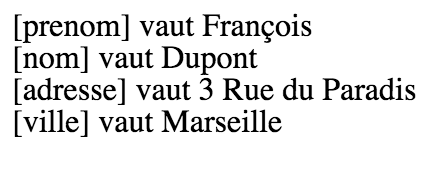 [prenom] vaut François
[nom] vaut Dupont
[adresse] vaut 3 Rue du Paradis
[ville] vaut Marseille